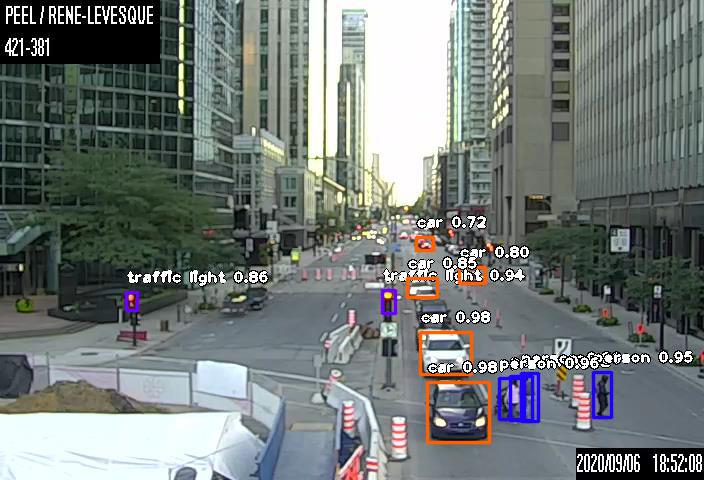 PEEL / RENE-LEVESQUE
421-381
car 0.72
car 0.80
car 0.85
traffic light 0.86
traffic light 0.94
car 0.98
car 0.98
person 0.96
person 0.95
2020/09/06 18:52:08